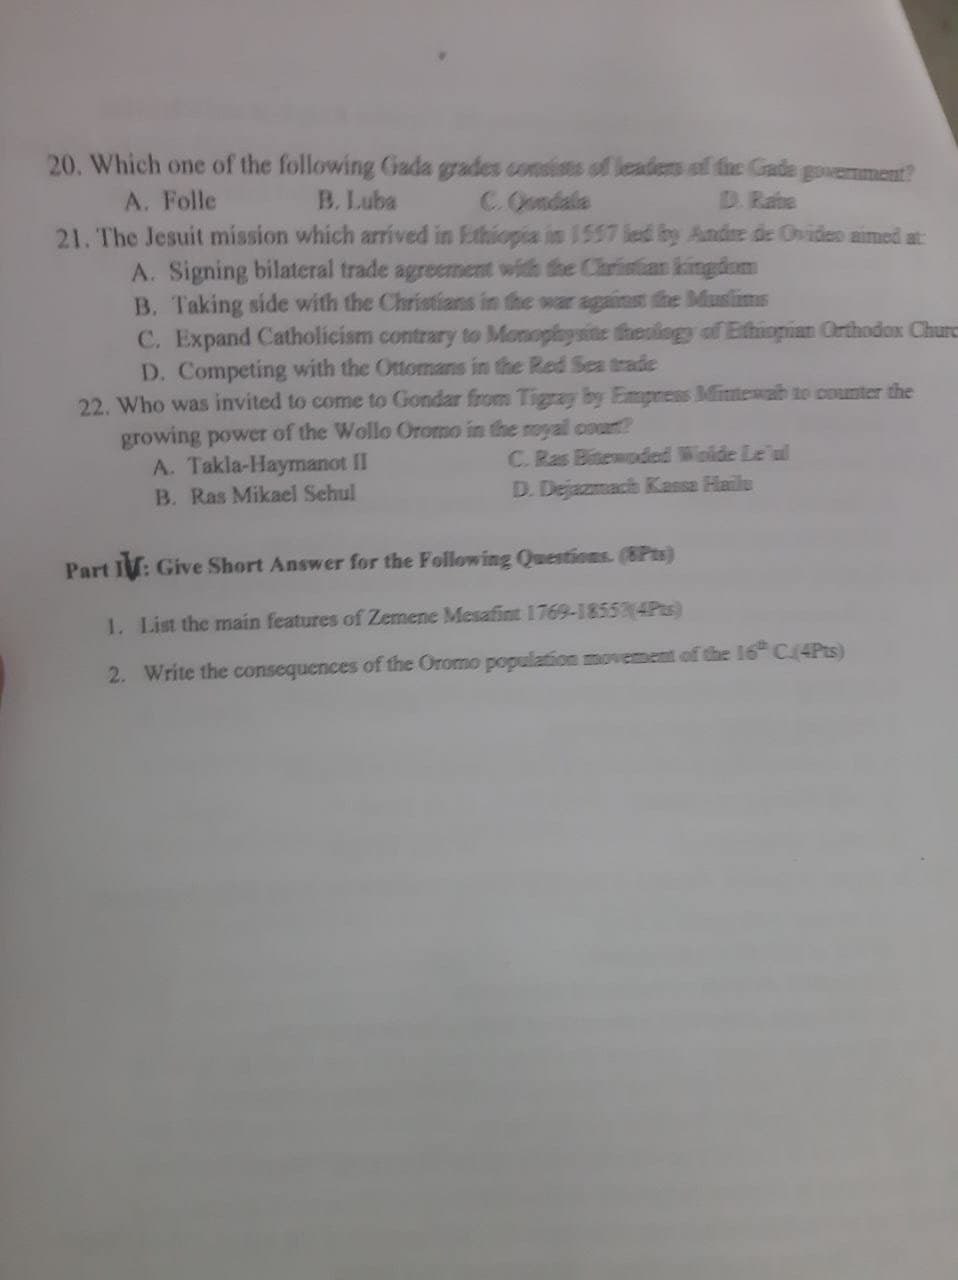 20. Which one of the following Gada grades consists of leaders of the Gada government?
A. Folle B. Luba C. Qondala D. Raba
21. The Jesuit mission which arrived in Ethiopia in 1557 led by Andre de Ovideo aimed at:
A. Signing bilateral trade agreement with the Christian kingdom
B. Taking side with the Christians in the war against the Muslims
C. Expand Catholicism contrary to Monophysite theology of Ethiopian Orthodox Churc
D. Competing with the Ottomans in the Red Sea trade
22. Who was invited to come to Gondar from Tigray by Empress Mintewab to counter the
growing power of the Wollo Oromo in the royal court?
A. Takla-Haymanot II C. Ras Bitewoded Wolde Le'ul
B. Ras Mikael Sehul D. Dejazmach Kassa Hailu
Part IV: Give Short Answer for the Following Questions. (8Pts)
1. List the main features of Zemene Mesafint 1769-1855?(4Pts)
2. Write the consequences of the Oromo population movement of the 16th C.(4Pts)